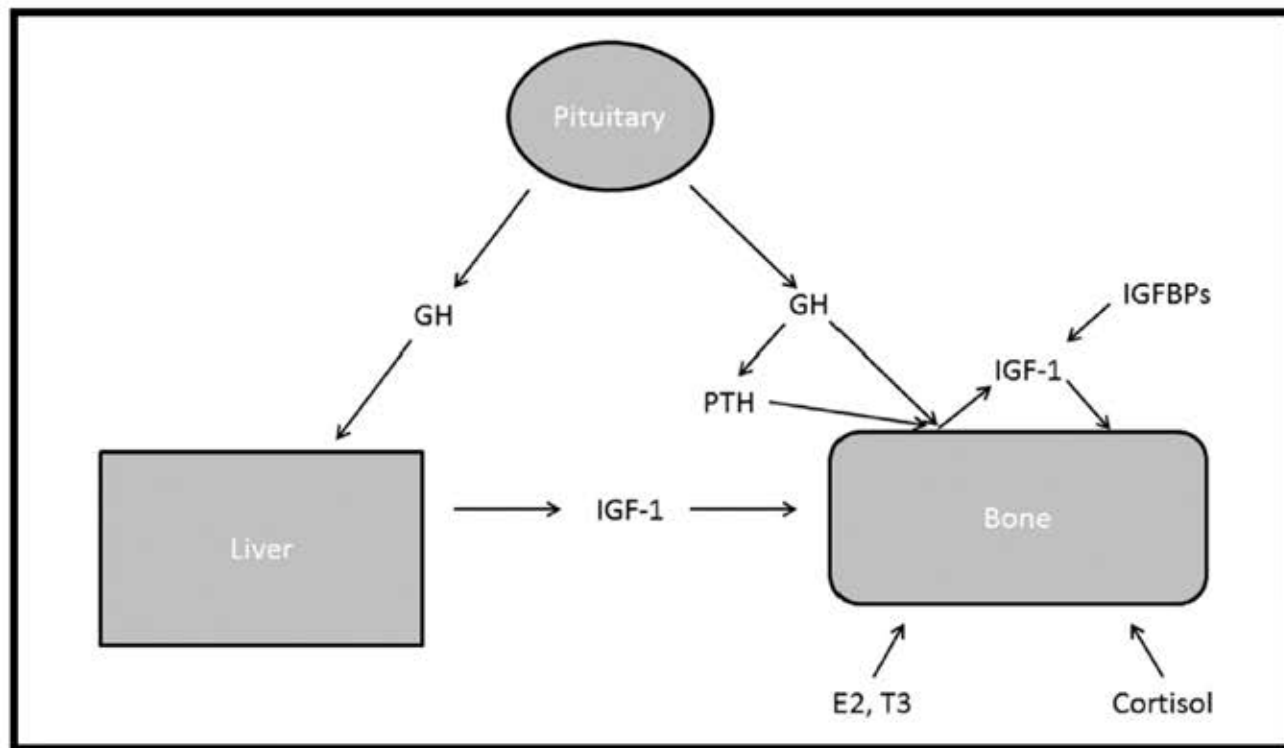 Pituitary
GH
GH
IGFBPs
IGF-1
PTH
IGF-1
Liver
Bone
E2, T3
Cortisol